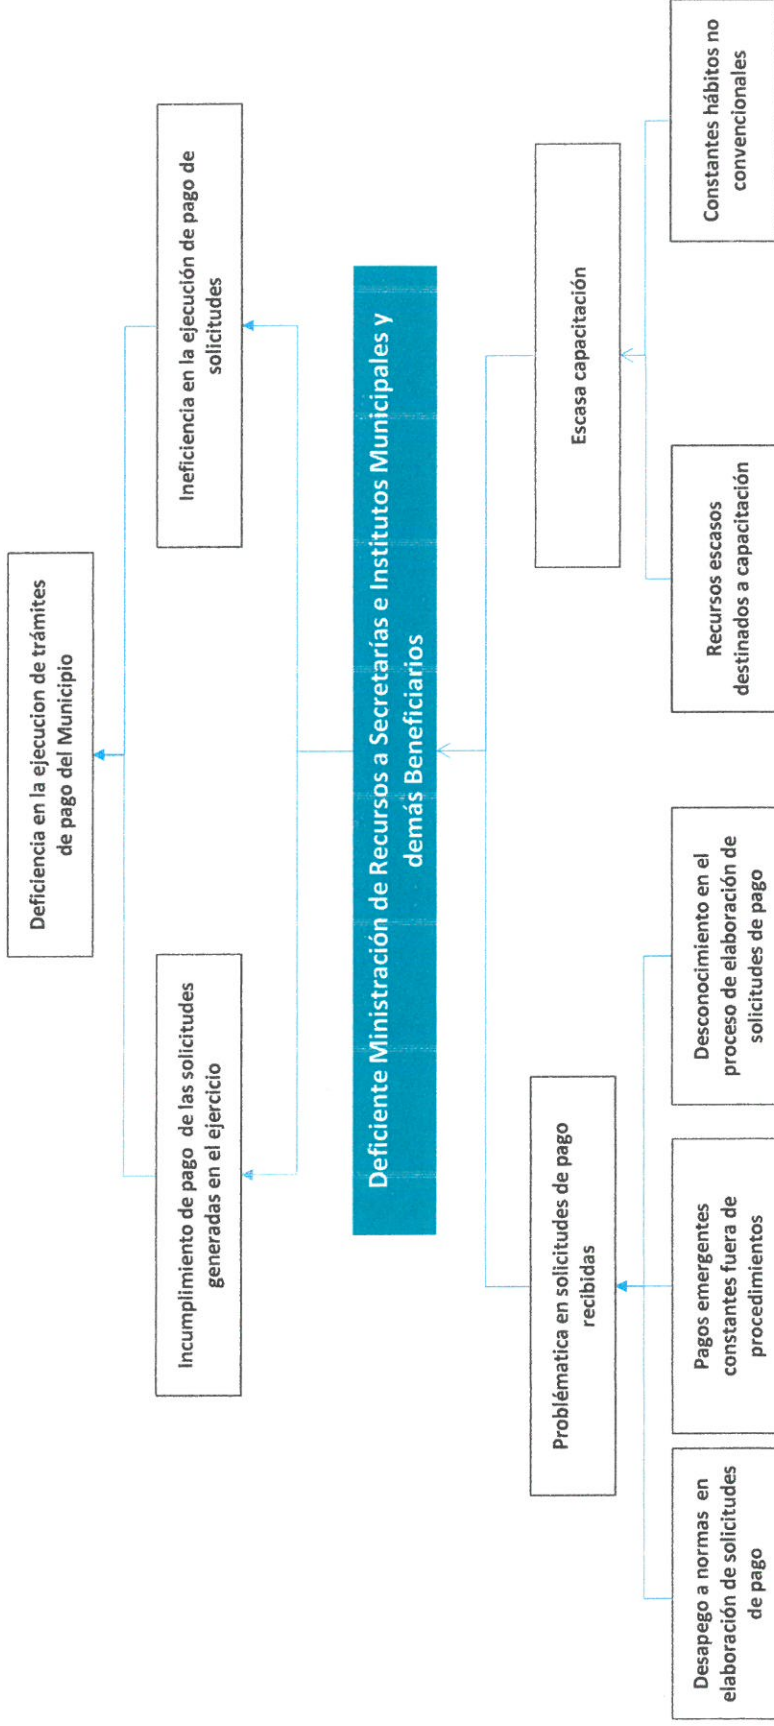 Deficiencia en la ejecucion de trámites
de pago del Municipio
Incumplimiento de pago de las solicitudes
generadas en el ejercicio
Ineficiencia en la ejecución de pago de
solicitudes
Deficiente Ministración de Recursos a Secretarías e Institutos Municipales y
demás Beneficiarios
Problématica en solicitudes de pago
recibidas
Escasa capacitación
Desapego a normas en
elaboración de solicitudes
de pago
Pagos emergentes
constantes fuera de
procedimientos
Desconocimiento en el
proceso de elaboración de
solicitudes de pago
Recursos escasos
destinados a capacitación
Constantes hábitos no
convencionales